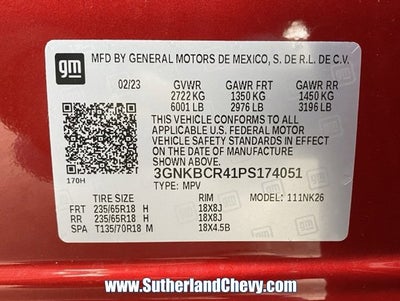 gm
MFD BY GENERAL MOTORS DE MEXICO, S. DE R.L. DE C.V.
02/23 GVWR GAWR FRT GAWR RR
2722 KG 1350 KG 1450 KG
6001 LB 2976 LB 3196 LB
THIS VEHICLE CONFORMS TO ALL
APPLICABLE U.S. FEDERAL MOTOR
VEHICLE SAFETY STANDARDS
IN EFFECT ON THE DATE OF
MANUFACTURE SHOWN ABOVE.
3GNKBCR41PS174051
170H TYPE: MPV MODEL: 111NK26
TIRE SIZE RIM
FRT 235/65R18 H 18X8J
RR 235/65R18 H 18X8J
SPA T135/70R18 M 18X4.5B
www.SutherlandChevy.com